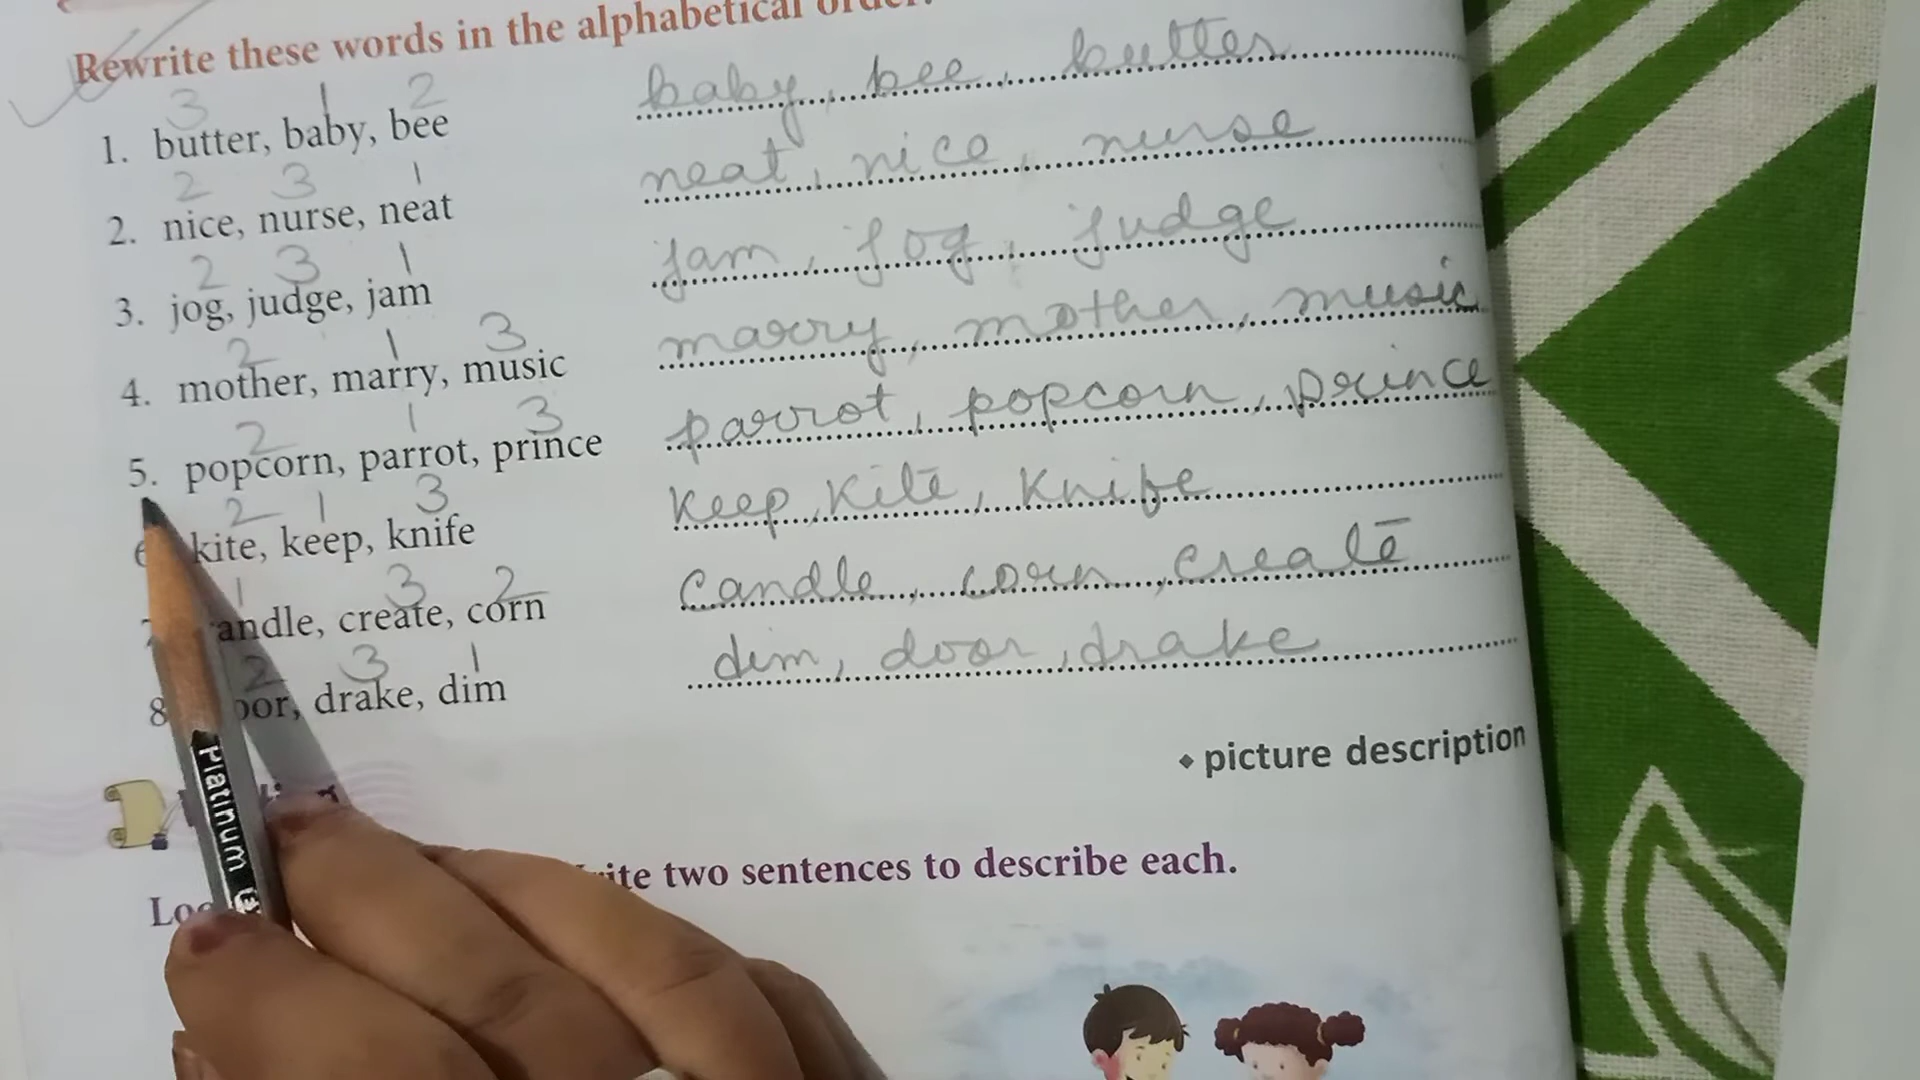 Rewrite these words in the alphabetical order.
3 1 2
1. butter, baby, bee baby, bee, butter
2 3 1
2. nice, nurse, neat neat, nice, nurse
2 3 1
3. jog, judge, jam jam, jog, judge
2 1 3
4. mother, marry, music marry, mother, music
2 1 3
5. popcorn, parrot, prince parrot, popcorn, prince
2 1 3
kite, keep, knife keep, kite, knife
1 3 2
andle, create, corn candle, corn, create
2 3 1
8 oor, drake, dim dim, door, drake
• picture description
Platinum
ite two sentences to describe each.
Loo